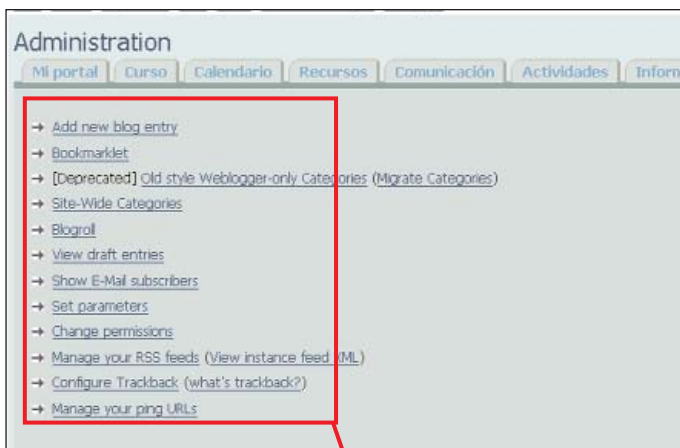 Administration
Mi portal Curso Calendario Recursos Comunicación Actividades Inform
→ Add new blog entry
→ Bookmarklet
→ [Deprecated] Old style Weblogger-only Categories (Migrate Categories)
→ Site-Wide Categories
→ Blogroll
→ View draft entries
→ Show E-Mail subscribers
→ Set parameters
→ Change permissions
→ Manage your RSS feeds (View instance feed XML)
→ Configure Trackback (what's trackback?)
→ Manage your ping URLs